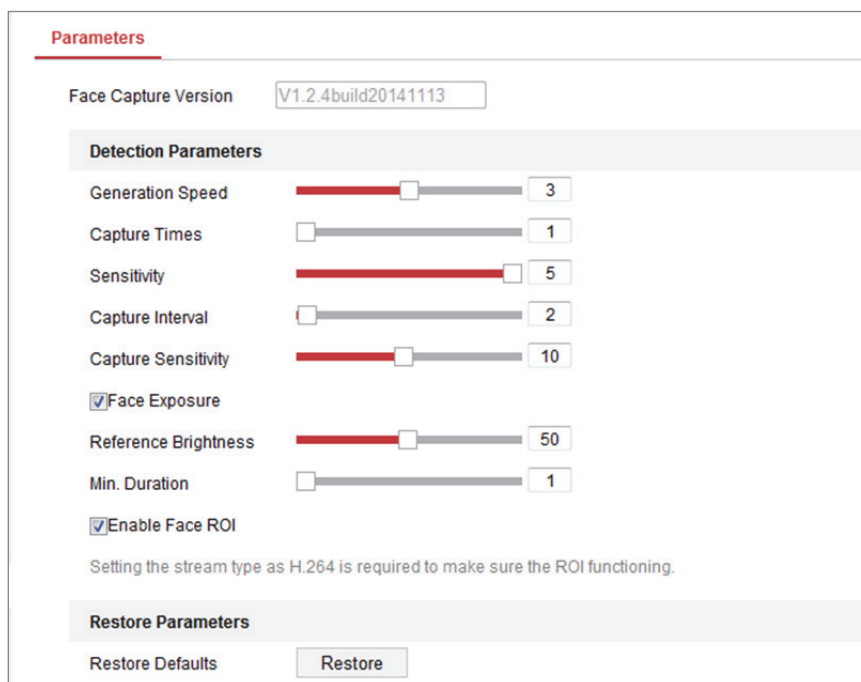 Parameters
Face Capture Version V1.2.4build20141113
Detection Parameters
Generation Speed 3
Capture Times 1
Sensitivity 5
Capture Interval 2
Capture Sensitivity 10
Face Exposure
Reference Brightness 50
Min. Duration 1
Enable Face ROI
Setting the stream type as H.264 is required to make sure the ROI functioning.
Restore Parameters
Restore Defaults Restore